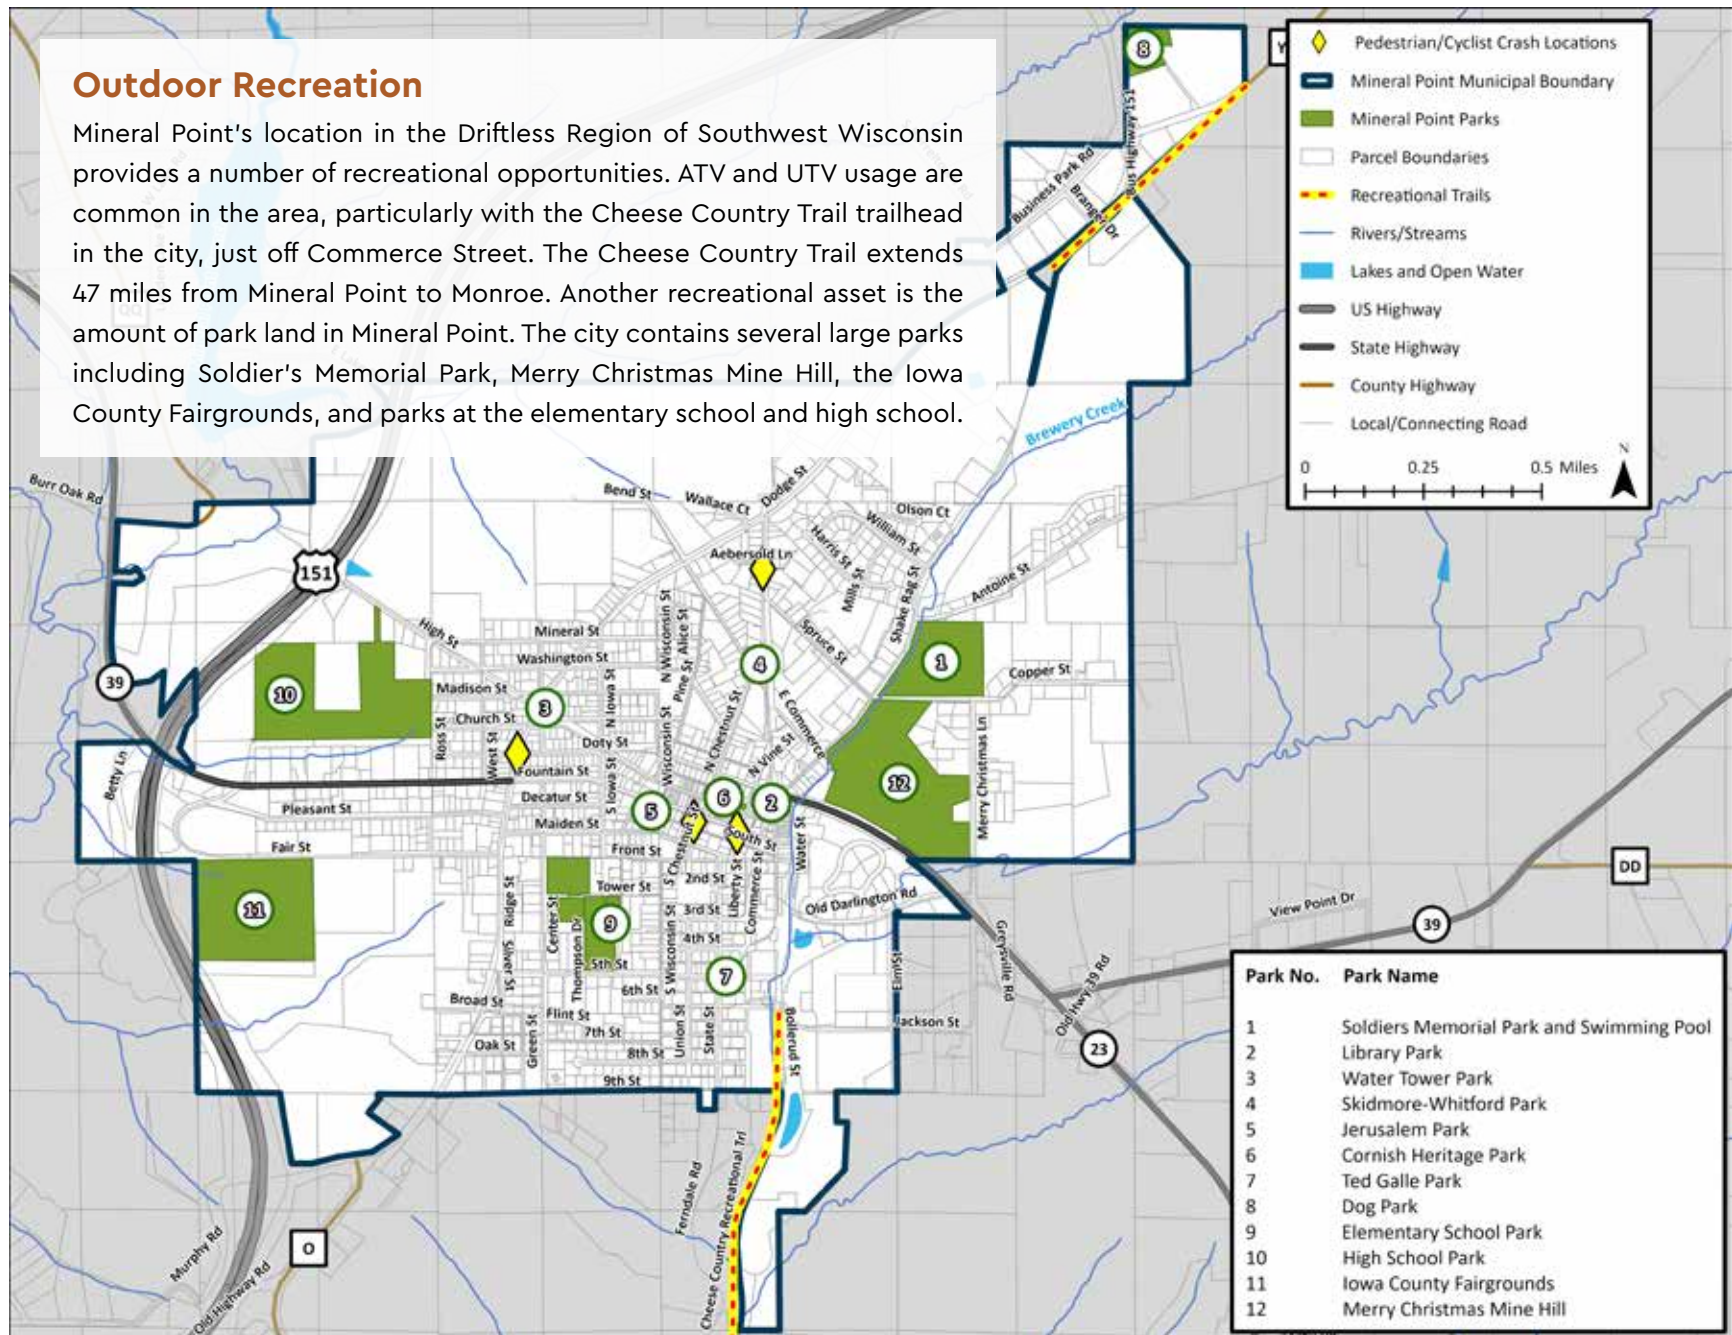 Outdoor Recreation
Mineral Point's location in the Driftless Region of Southwest Wisconsin
provides a number of recreational opportunities. ATV and UTV usage are
common in the area, particularly with the Cheese Country Trail trailhead
in the city, just off Commerce Street. The Cheese Country Trail extends
47 miles from Mineral Point to Monroe. Another recreational asset is the
amount of park land in Mineral Point. The city contains several large parks
including Soldier's Memorial Park, Merry Christmas Mine Hill, the Iowa
County Fairgrounds, and parks at the elementary school and high school.
Pedestrian/Cyclist Crash Locations
Mineral Point Municipal Boundary
Mineral Point Parks
Parcel Boundaries
Recreational Trails
Rivers/Streams
Lakes and Open Water
US Highway
State Highway
County Highway
Local/Connecting Road
N
0 0.25 0.5 Miles
8
Bus Highway 151
Business Park Rd
Branger Dr
Brewery Creek
Burr Oak Rd
Bend St
Wallace Ct
Dodge St
Olson Ct
William St
Harris St
Mills St
Aebersold Ln
151
Antoine St
Shake Rag St
Spruce St
High St
Mineral St
Washington St
N Wisconsin St
Alice St
Pine St
4
1
Copper St
39
10
Madison St
3
N Iowa St
Church St
Ross St
West St
Doty St
Wisconsin St
N Chestnut St
E Commerce
N Vine St
Betty Ln
Fountain St
Decatur St
S Iowa St
Pleasant St
Maiden St
5
6
2
12
Merry Christmas Ln
Fair St
Front St
S Chestnut St
South St
Water St
11
Tower St
2nd St
Liberty St
Commerce St
Old Darlington Rd
DD
Silver St
Ridge St
Center St
Thompson Dr
9
3rd St
4th St
S Wisconsin St
5th St
7
6th St
Elm St
Greysville Rd
View Point Dr
39
Old Hwy 39 Rd
Broad St
Flint St
7th St
Oak St
Green St
8th St
Union St
State St
9th St
Bollerud St
Jackson St
23
Ferndale Rd
Cheese Country Recreational Trl
Murphy Rd
Old Highway Rd
O
Park No. Park Name
1 Soldiers Memorial Park and Swimming Pool
2 Library Park
3 Water Tower Park
4 Skidmore-Whitford Park
5 Jerusalem Park
6 Cornish Heritage Park
7 Ted Galle Park
8 Dog Park
9 Elementary School Park
10 High School Park
11 Iowa County Fairgrounds
12 Merry Christmas Mine Hill